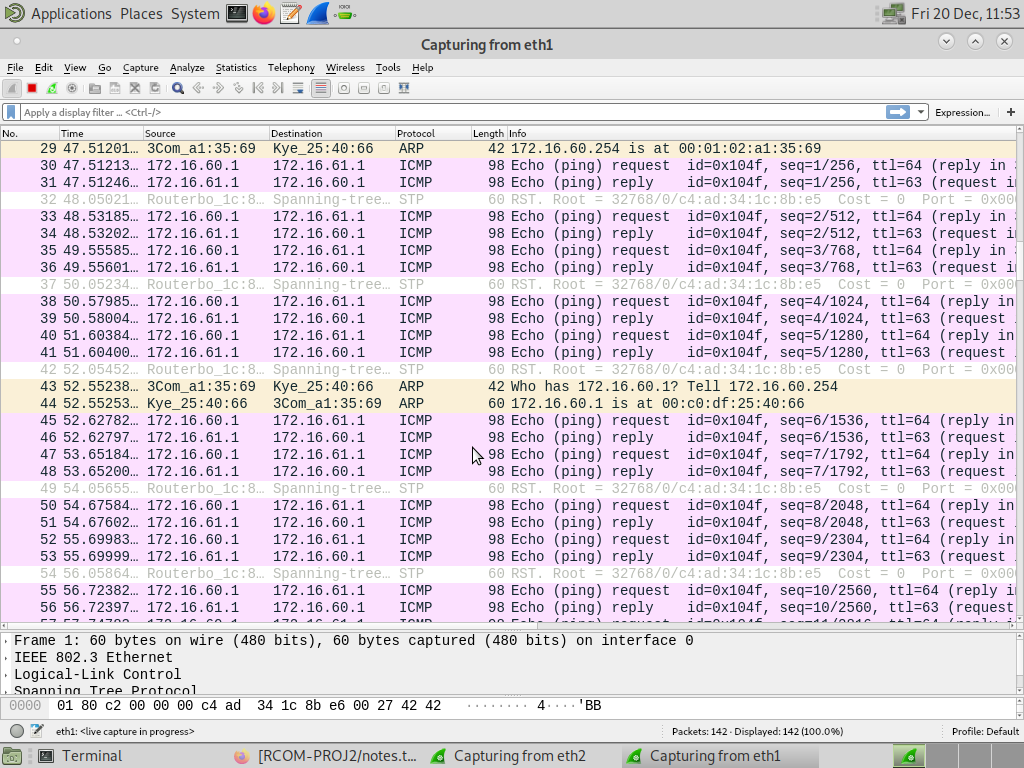 Applications Places System Fri 20 Dec, 11:53
Capturing from eth1
File Edit View Go Capture Analyze Statistics Telephony Wireless Tools Help
Apply a display filter ... <Ctrl-/> Expression... +
No. Time Source Destination Protocol Length Info
29 47.51201… 3Com_a1:35:69 Kye_25:40:66 ARP 42 172.16.60.254 is at 00:01:02:a1:35:69
30 47.51213… 172.16.60.1 172.16.61.1 ICMP 98 Echo (ping) request id=0x104f, seq=1/256, ttl=64 (reply in
31 47.51246… 172.16.61.1 172.16.60.1 ICMP 98 Echo (ping) reply id=0x104f, seq=1/256, ttl=63 (request i
32 48.05021… Routerbo_1c:8… Spanning-tree… STP 60 RST. Root = 32768/0/c4:ad:34:1c:8b:e5 Cost = 0 Port = 0x00
33 48.53185… 172.16.60.1 172.16.61.1 ICMP 98 Echo (ping) request id=0x104f, seq=2/512, ttl=64 (reply in
34 48.53202… 172.16.61.1 172.16.60.1 ICMP 98 Echo (ping) reply id=0x104f, seq=2/512, ttl=63 (request i
35 49.55585… 172.16.60.1 172.16.61.1 ICMP 98 Echo (ping) request id=0x104f, seq=3/768, ttl=64 (reply in
36 49.55601… 172.16.61.1 172.16.60.1 ICMP 98 Echo (ping) reply id=0x104f, seq=3/768, ttl=63 (request i
37 50.05234… Routerbo_1c:8… Spanning-tree… STP 60 RST. Root = 32768/0/c4:ad:34:1c:8b:e5 Cost = 0 Port = 0x00
38 50.57985… 172.16.60.1 172.16.61.1 ICMP 98 Echo (ping) request id=0x104f, seq=4/1024, ttl=64 (reply in
39 50.58004… 172.16.61.1 172.16.60.1 ICMP 98 Echo (ping) reply id=0x104f, seq=4/1024, ttl=63 (request
40 51.60384… 172.16.60.1 172.16.61.1 ICMP 98 Echo (ping) request id=0x104f, seq=5/1280, ttl=64 (reply in
41 51.60400… 172.16.61.1 172.16.60.1 ICMP 98 Echo (ping) reply id=0x104f, seq=5/1280, ttl=63 (request
42 52.05452… Routerbo_1c:8… Spanning-tree… STP 60 RST. Root = 32768/0/c4:ad:34:1c:8b:e5 Cost = 0 Port = 0x00
43 52.55238… 3Com_a1:35:69 Kye_25:40:66 ARP 42 Who has 172.16.60.1? Tell 172.16.60.254
44 52.55253… Kye_25:40:66 3Com_a1:35:69 ARP 60 172.16.60.1 is at 00:c0:df:25:40:66
45 52.62782… 172.16.60.1 172.16.61.1 ICMP 98 Echo (ping) request id=0x104f, seq=6/1536, ttl=64 (reply in
46 52.62797… 172.16.61.1 172.16.60.1 ICMP 98 Echo (ping) reply id=0x104f, seq=6/1536, ttl=63 (request
47 53.65184… 172.16.60.1 172.16.61.1 ICMP 98 Echo (ping) request id=0x104f, seq=7/1792, ttl=64 (reply in
48 53.65200… 172.16.61.1 172.16.60.1 ICMP 98 Echo (ping) reply id=0x104f, seq=7/1792, ttl=63 (request
49 54.05655… Routerbo_1c:8… Spanning-tree… STP 60 RST. Root = 32768/0/c4:ad:34:1c:8b:e5 Cost = 0 Port = 0x00
50 54.67584… 172.16.60.1 172.16.61.1 ICMP 98 Echo (ping) request id=0x104f, seq=8/2048, ttl=64 (reply in
51 54.67602… 172.16.61.1 172.16.60.1 ICMP 98 Echo (ping) reply id=0x104f, seq=8/2048, ttl=63 (request
52 55.69983… 172.16.60.1 172.16.61.1 ICMP 98 Echo (ping) request id=0x104f, seq=9/2304, ttl=64 (reply in
53 55.69999… 172.16.61.1 172.16.60.1 ICMP 98 Echo (ping) reply id=0x104f, seq=9/2304, ttl=63 (request
54 56.05864… Routerbo_1c:8… Spanning-tree… STP 60 RST. Root = 32768/0/c4:ad:34:1c:8b:e5 Cost = 0 Port = 0x00
55 56.72382… 172.16.60.1 172.16.61.1 ICMP 98 Echo (ping) request id=0x104f, seq=10/2560, ttl=64 (reply i
56 56.72397… 172.16.61.1 172.16.60.1 ICMP 98 Echo (ping) reply id=0x104f, seq=10/2560, ttl=63 (request
Frame 1: 60 bytes on wire (480 bits), 60 bytes captured (480 bits) on interface 0
IEEE 802.3 Ethernet
Logical-Link Control
Spanning Tree Protocol
0000 01 80 c2 00 00 00 c4 ad 34 1c 8b e6 00 27 42 42 ········ 4····'BB
eth1: <live capture in progress> Packets: 142 · Displayed: 142 (100.0%) Profile: Default
Terminal [RCOM-PROJ2/notes.t... Capturing from eth2 Capturing from eth1